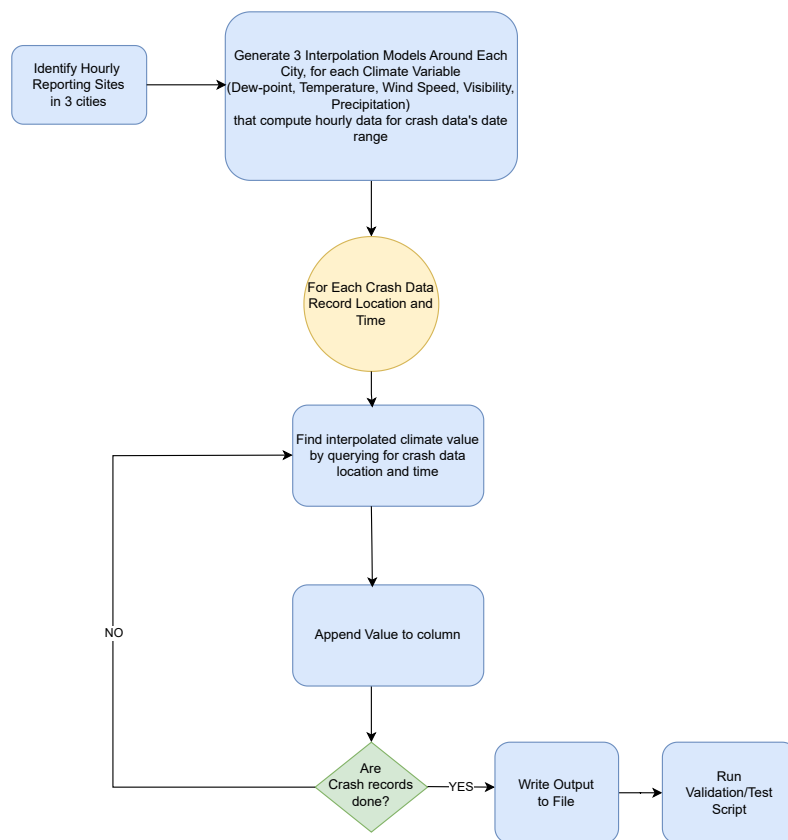 Identify Hourly
Reporting Sites
in 3 cities
Generate 3 Interpolation Models Around Each
City, for each Climate Variable
(Dew-point, Temperature, Wind Speed, Visibility,
Precipitation)
that compute hourly data for crash data's date
range
For Each Crash Data
Record Location and
Time
Find interpolated climate value
by querying for crash data
location and time
Append Value to column
NO
Are
Crash records
done?
YES
Write Output
to File
Run
Validation/Test
Script